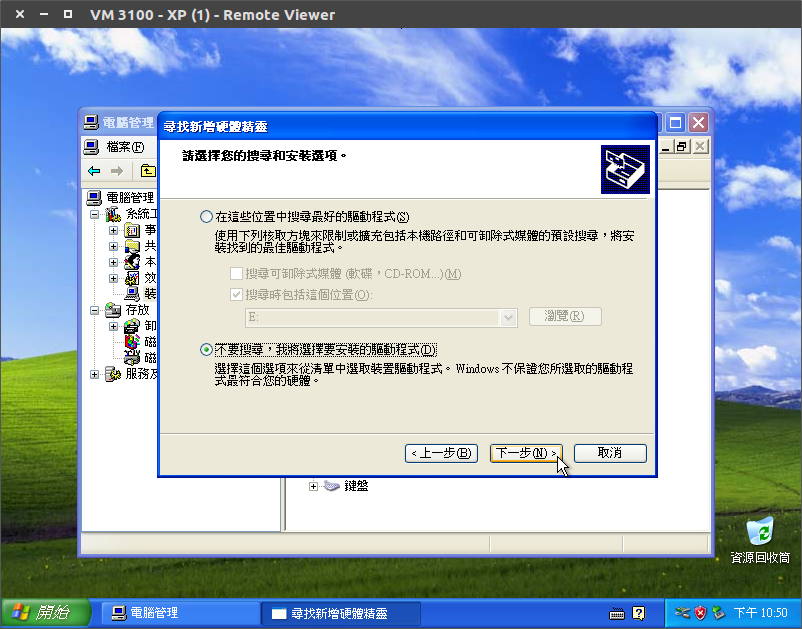 VM 3100 - XP (1) - Remote Viewer
電腦管理
檔案(F)
電腦管理
系統工
事
共
本
效
裝
存放
卸
磁
磁
服務及
尋找新增硬體精靈
請選擇您的搜尋和安裝選項。
在這些位置中搜尋最好的驅動程式(S)
使用下列核取方塊來限制或擴充包括本機路徑和可卸除式媒體的預設搜尋，將安
裝找到的最佳驅動程式。
搜尋可卸除式媒體 (軟碟，CD-ROM...)(M)
搜尋時包括這個位置(O):
E:
瀏覽(R)
不要搜尋，我將選擇要安裝的驅動程式(D)
選擇這個選項來從清單中選取裝置驅動程式。Windows 不保證您所選取的驅動程
式最符合您的硬體。
< 上一步(B)
下一步(N) >
取消
鍵盤
資源回收筒
開始
電腦管理
尋找新增硬體精靈
下午 10:50